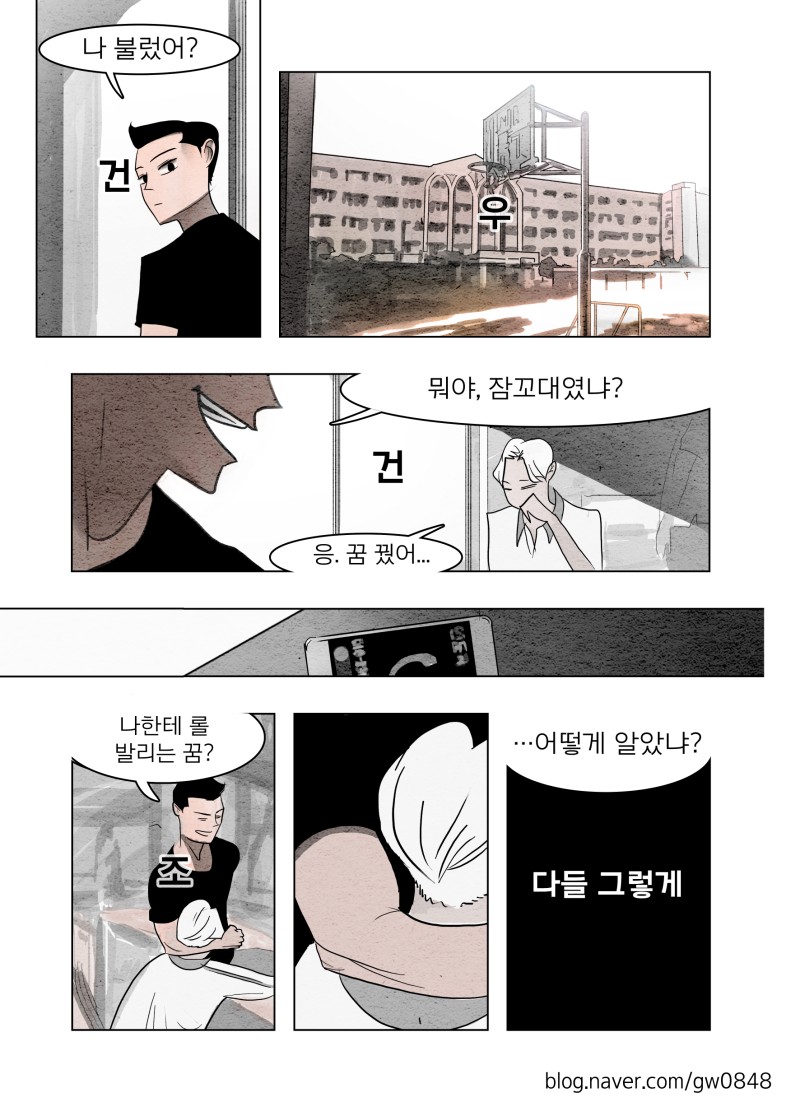 나 불렀어?
건
우
뭐야, 잠꼬대였냐?
건
응. 꿈 꿨어...
나한테 롤
발리는 꿈?
조
…어떻게 알았냐?
다들 그렇게
blog.naver.com/gw0848